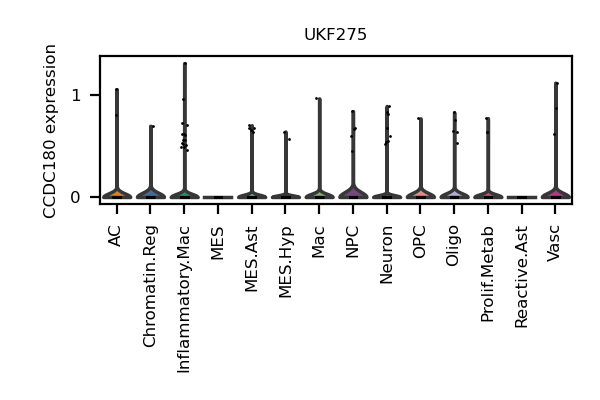 UKF275
CCDC180 expression
1
0
AC
Chromatin.Reg
Inflammatory.Mac
MES
MES.Ast
MES.Hyp
Mac
NPC
Neuron
OPC
Oligo
Prolif.Metab
Reactive.Ast
Vasc